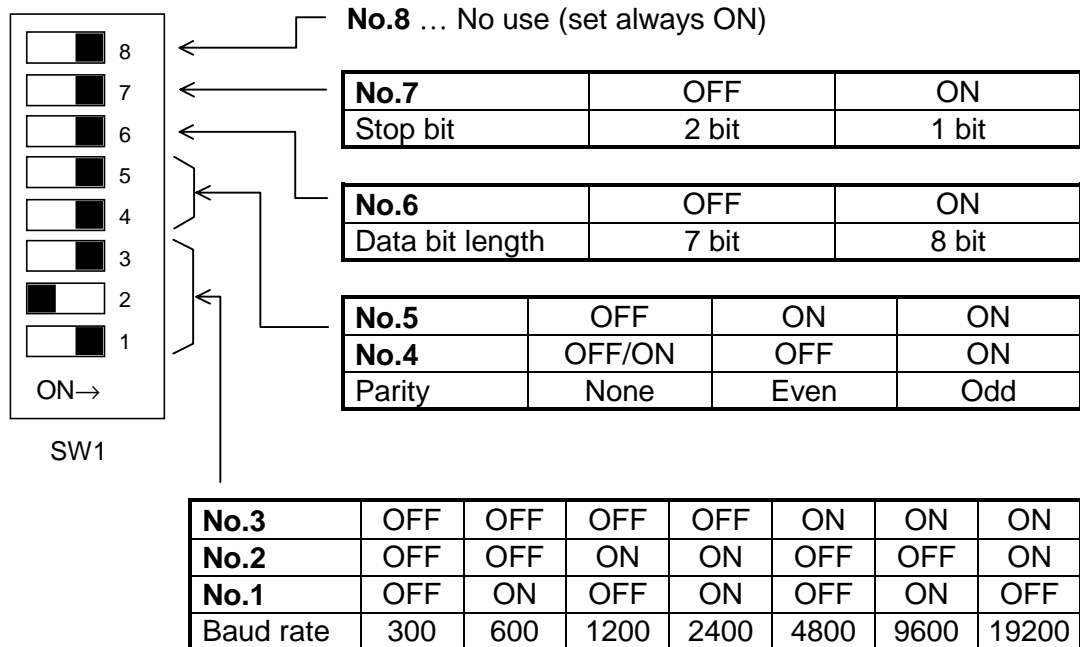 No.8 … No use (set always ON)
8
7
6
5
4
3
2
1
ON→
SW1
No.7 OFF ON
Stop bit 2 bit 1 bit
No.6 OFF ON
Data bit length 7 bit 8 bit
No.5 OFF ON ON
No.4 OFF/ON OFF ON
Parity None Even Odd
No.3 OFF OFF OFF OFF ON ON ON
No.2 OFF OFF ON ON OFF OFF ON
No.1 OFF ON OFF ON OFF ON OFF
Baud rate 300 600 1200 2400 4800 9600 19200